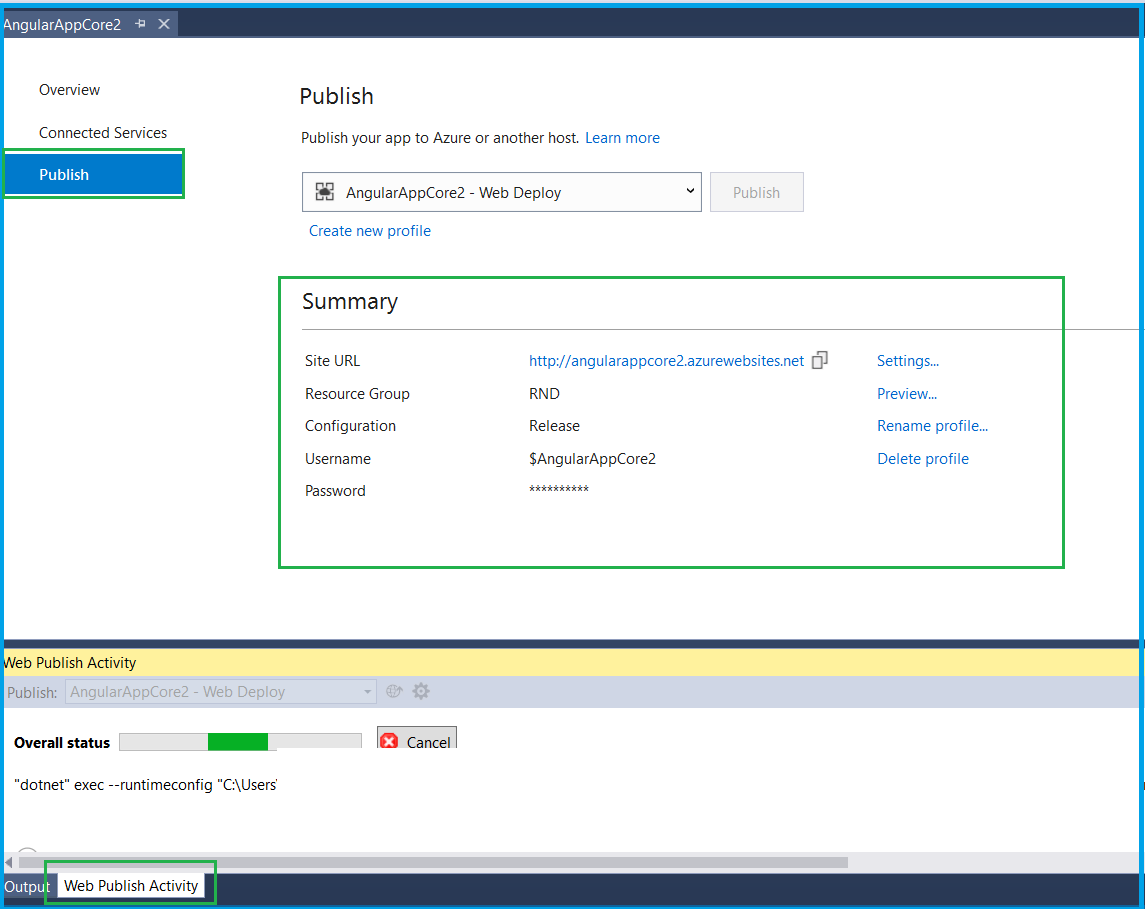 AngularAppCore2
Overview
Connected Services
Publish
Publish
Publish your app to Azure or another host. Learn more
AngularAppCore2 - Web Deploy
Publish
Create new profile
Summary
Site URL http://angularappcore2.azurewebsites.net Settings...
Resource Group RND Preview...
Configuration Release Rename profile...
Username $AngularAppCore2 Delete profile
Password **********
Web Publish Activity
Publish: AngularAppCore2 - Web Deploy
Overall status Cancel
"dotnet" exec --runtimeconfig "C:\Users
Output Web Publish Activity